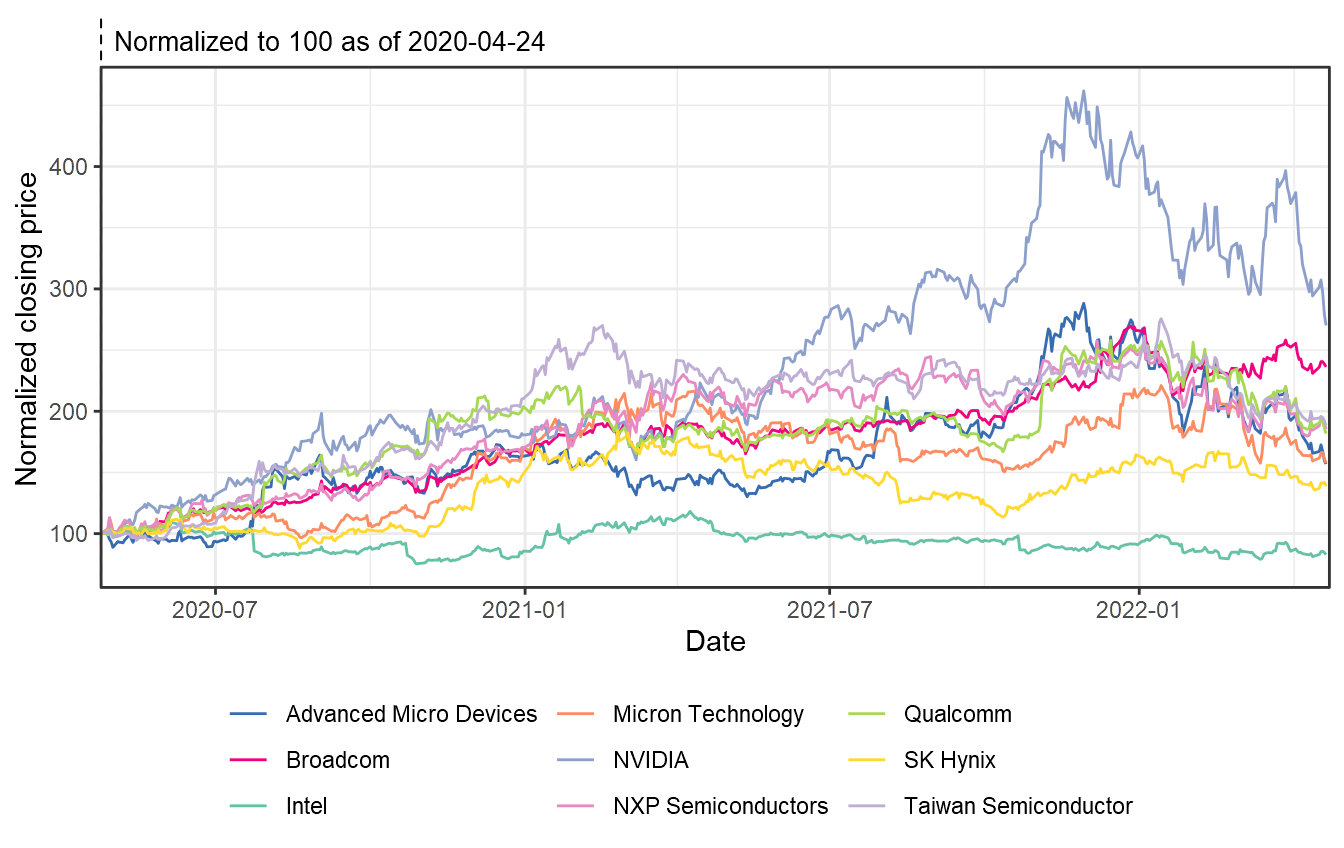 Normalized to 100 as of 2020-04-24
Normalized closing price
400
300
200
100
2020-07
2021-01
2021-07
2022-01
Date
Advanced Micro Devices
Micron Technology
Qualcomm
Broadcom
NVIDIA
SK Hynix
Intel
NXP Semiconductors
Taiwan Semiconductor